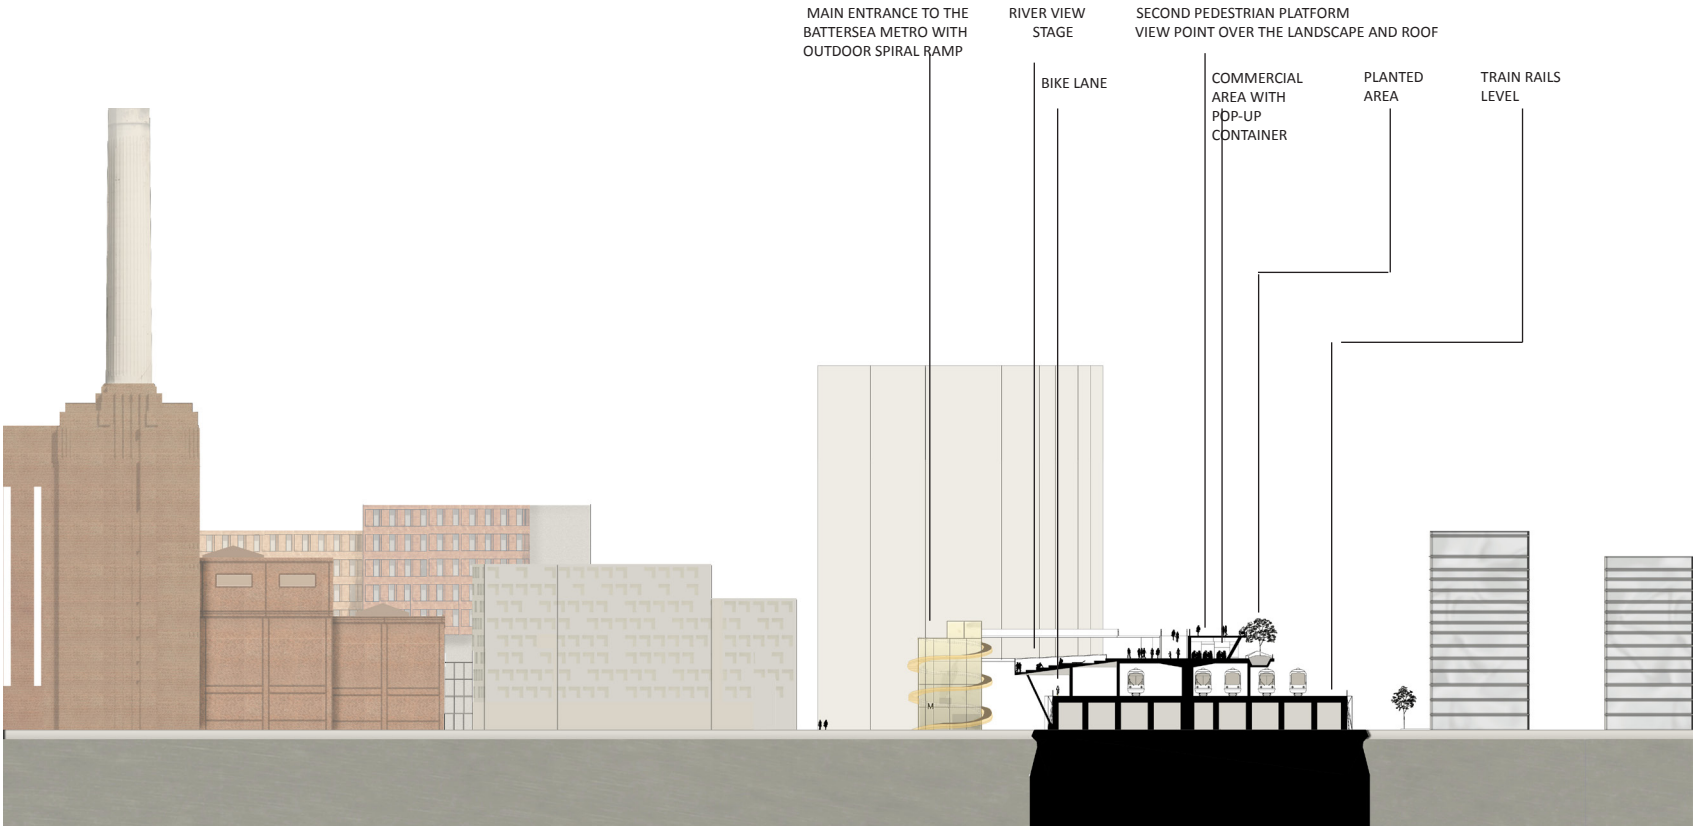 MAIN ENTRANCE TO THE
BATTERSEA METRO WITH
OUTDOOR SPIRAL RAMP
RIVER VIEW
STAGE
BIKE LANE
SECOND PEDESTRIAN PLATFORM
VIEW POINT OVER THE LANDSCAPE AND ROOF
COMMERCIAL
AREA WITH
POP-UP
CONTAINER
PLANTED
AREA
TRAIN RAILS
LEVEL
M